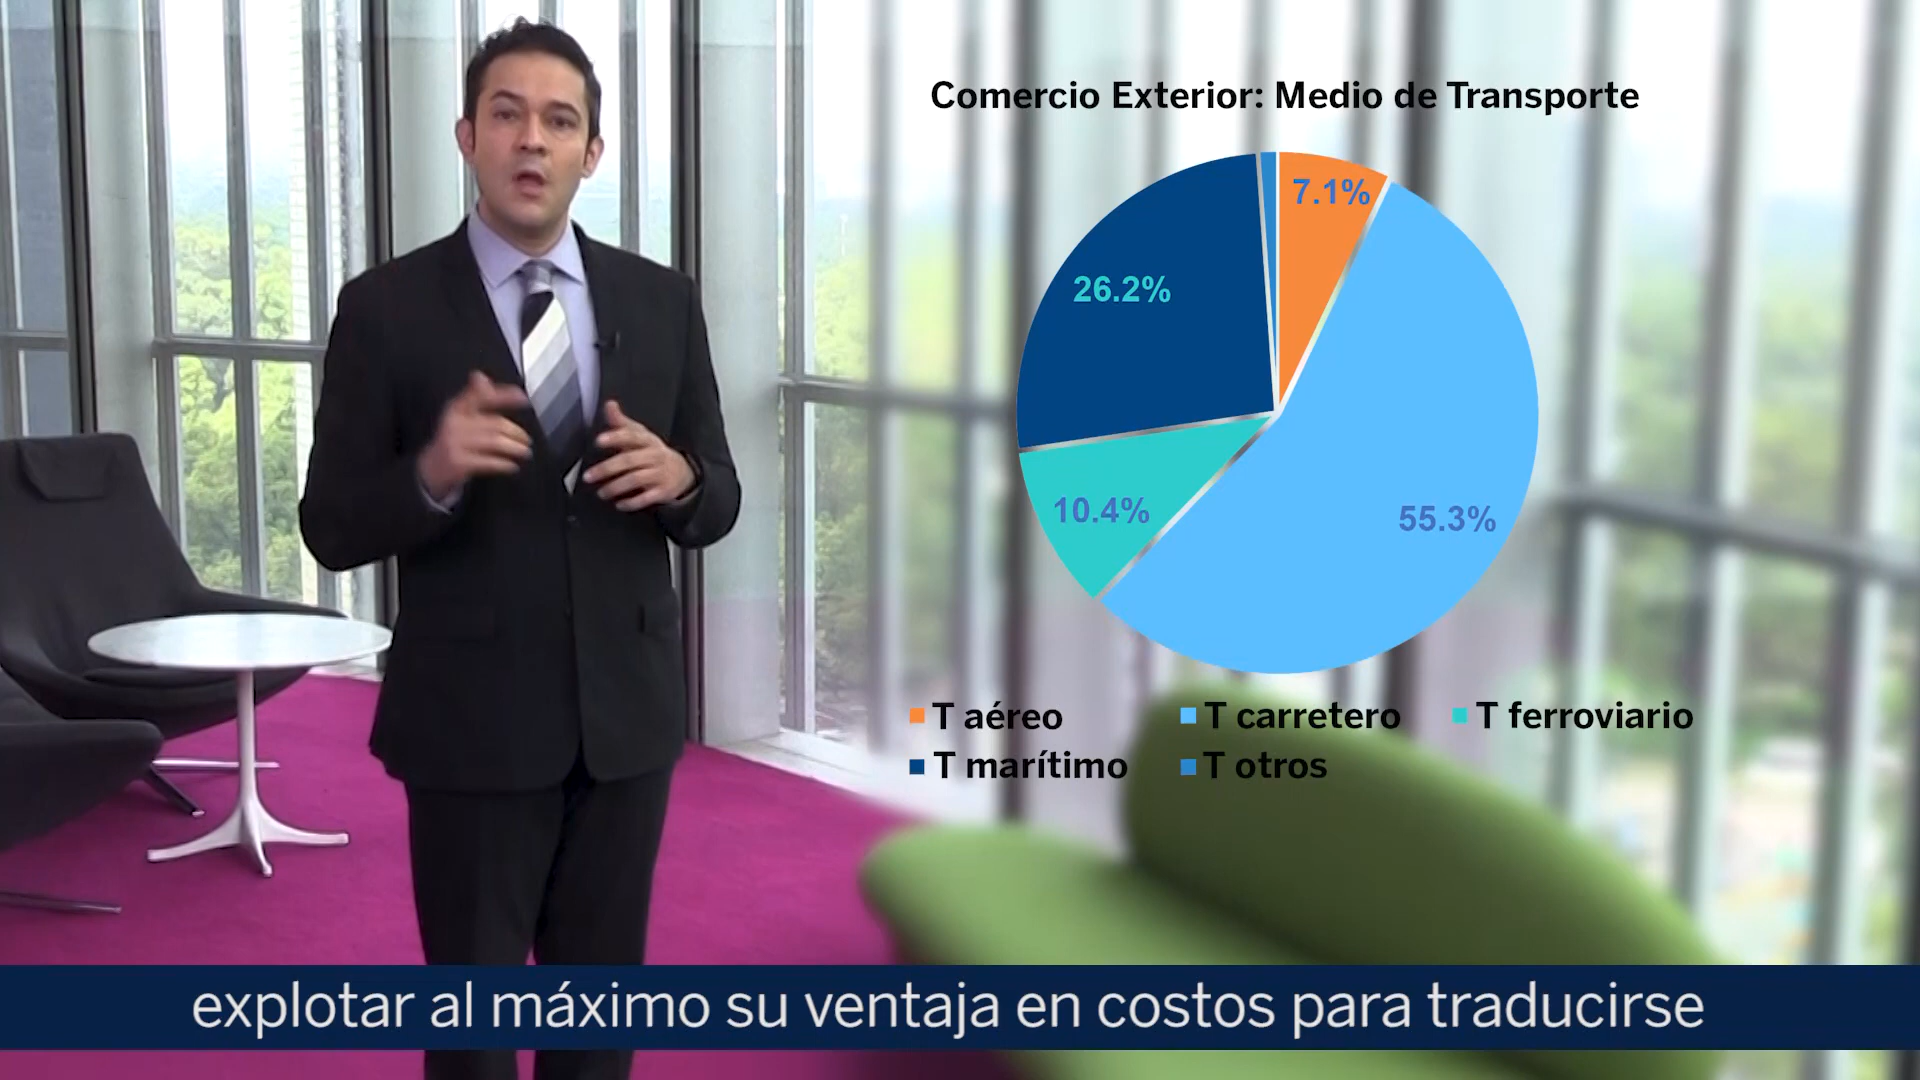 Comercio Exterior: Medio de Transporte
7.1%
26.2%
10.4%
55.3%
T aéreo T carretero T ferroviario
T marítimo T otros
explotar al máximo su ventaja en costos para traducirse